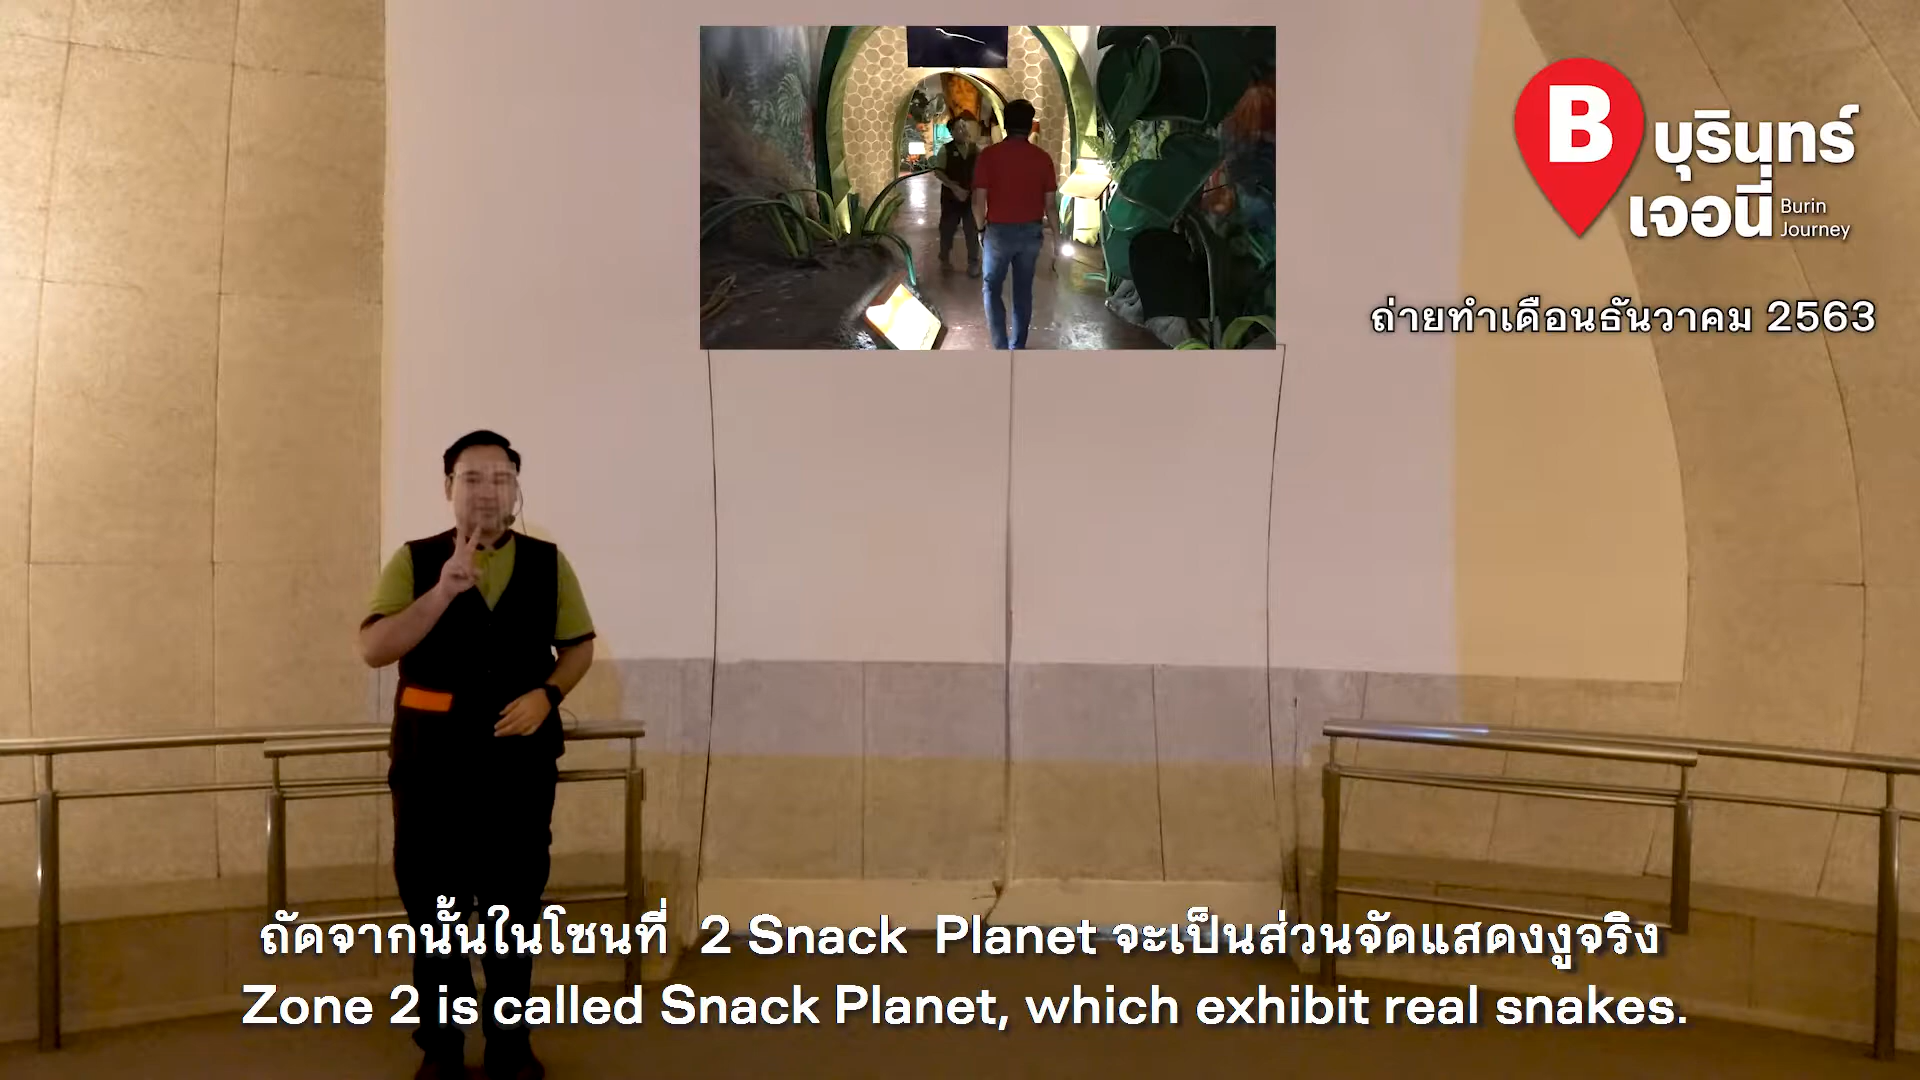 B
บุรินทร์
เจอนี่
Burin
Journey
ถ่ายทำเดือนธันวาคม 2563
ถัดจากนั้นในโซนที่ 2 Snack Planet จะเป็นส่วนจัดแสดงงูจริง
Zone 2 is called Snack Planet, which exhibit real snakes.